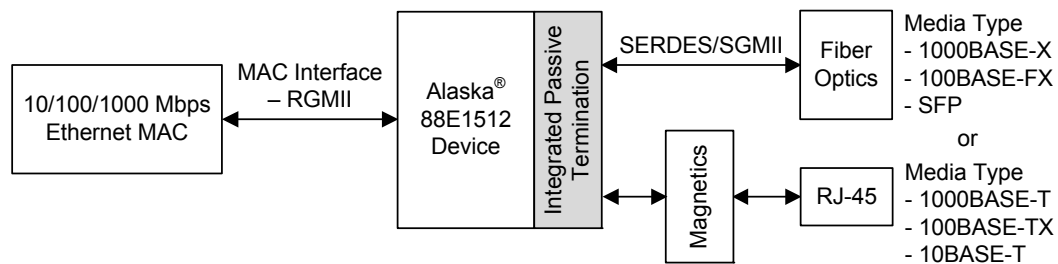 10/100/1000 Mbps
Ethernet MAC
MAC Interface
– RGMII
Alaska®
88E1512
Device
Integrated Passive
Termination
SERDES/SGMII
Fiber
Optics
Media Type
- 1000BASE-X
- 100BASE-FX
- SFP
or
Magnetics
RJ-45
Media Type
- 1000BASE-T
- 100BASE-TX
- 10BASE-T